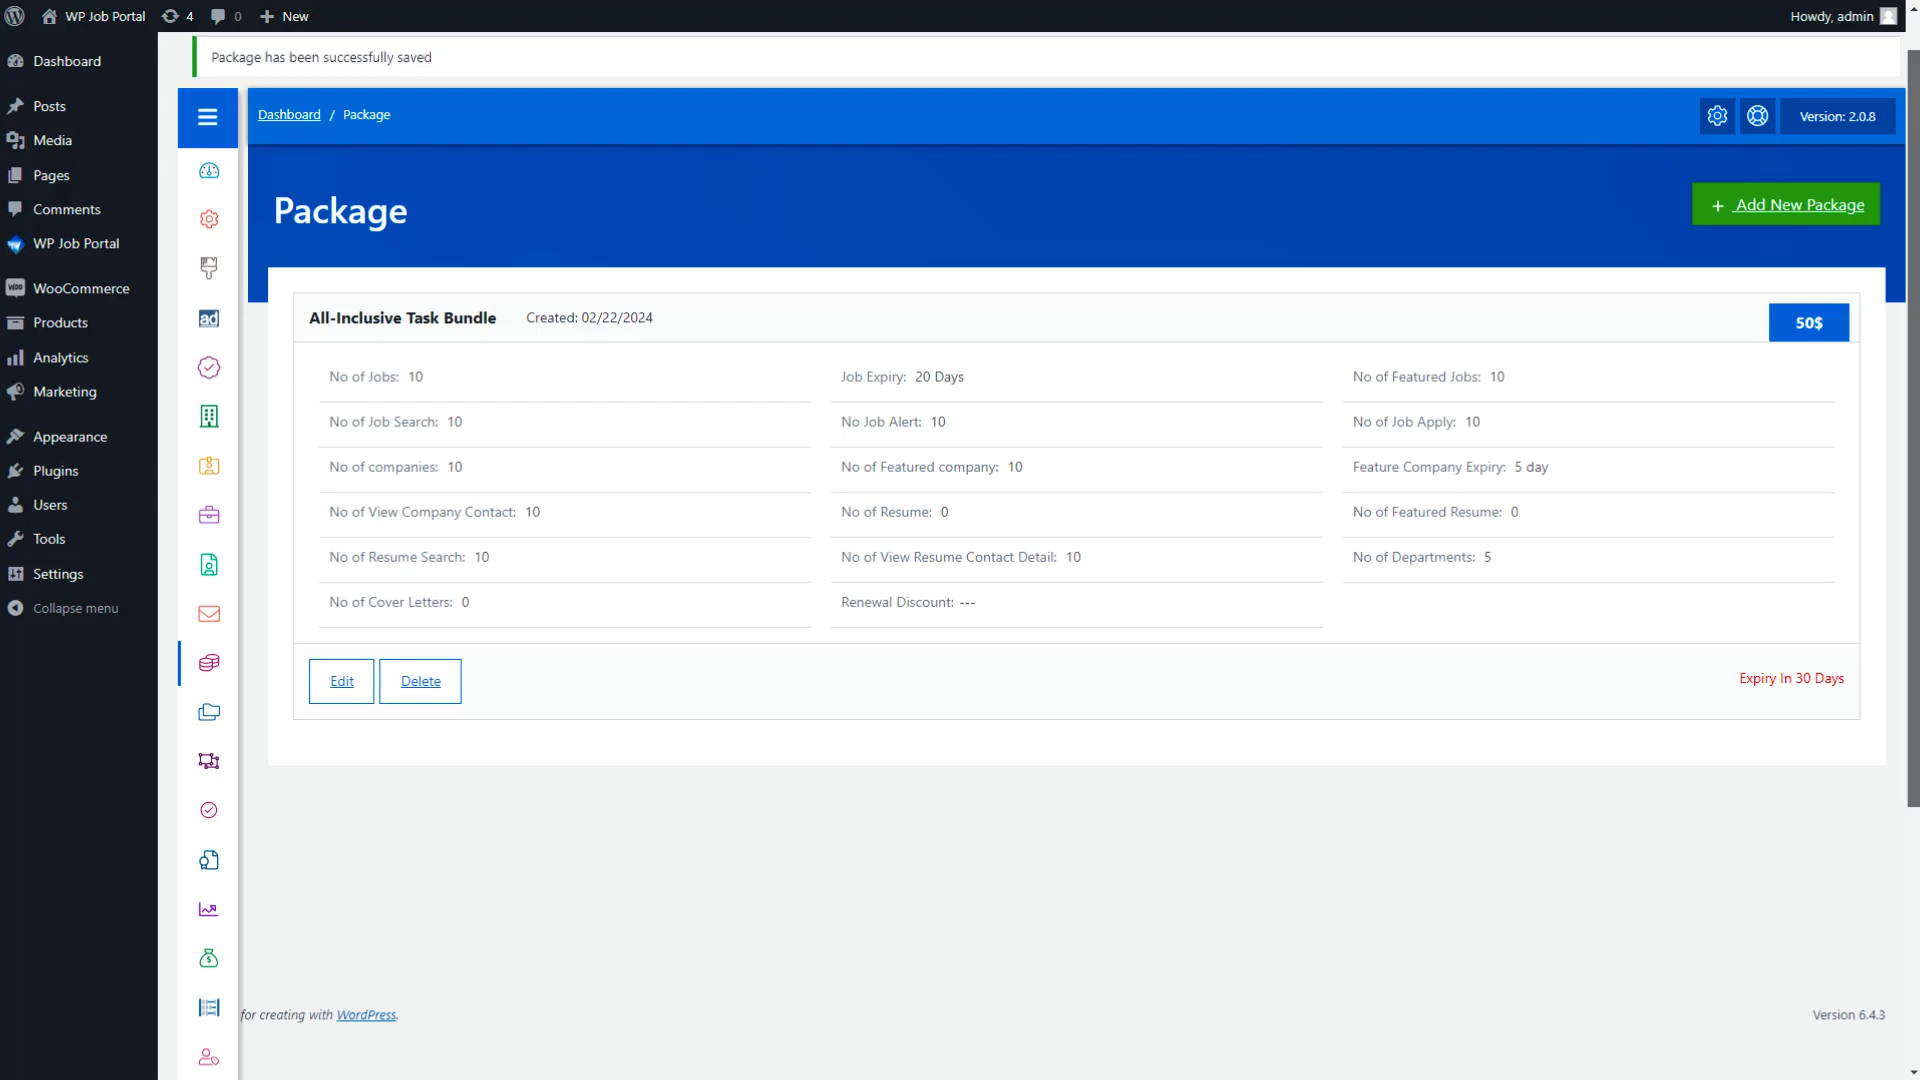 WP Job Portal 4 0 + New Howdy, admin
Package has been successfully saved
Dashboard
Posts
Media
Pages
Comments
WP Job Portal
WooCommerce
Products
Analytics
Marketing
Appearance
Plugins
Users
Tools
Settings
Collapse menu
ad
Dashboard / Package
Version: 2.0.8
Package
+ Add New Package
All-Inclusive Task Bundle Created: 02/22/2024 50$
No of Jobs: 10 Job Expiry: 20 Days No of Featured Jobs: 10
No of Job Search: 10 No Job Alert: 10 No of Job Apply: 10
No of companies: 10 No of Featured company: 10 Feature Company Expiry: 5 day
No of View Company Contact: 10 No of Resume: 0 No of Featured Resume: 0
No of Resume Search: 10 No of View Resume Contact Detail: 10 No of Departments: 5
No of Cover Letters: 0 Renewal Discount: ---
Edit Delete Expiry In 30 Days
for creating with WordPress. Version 6.4.3